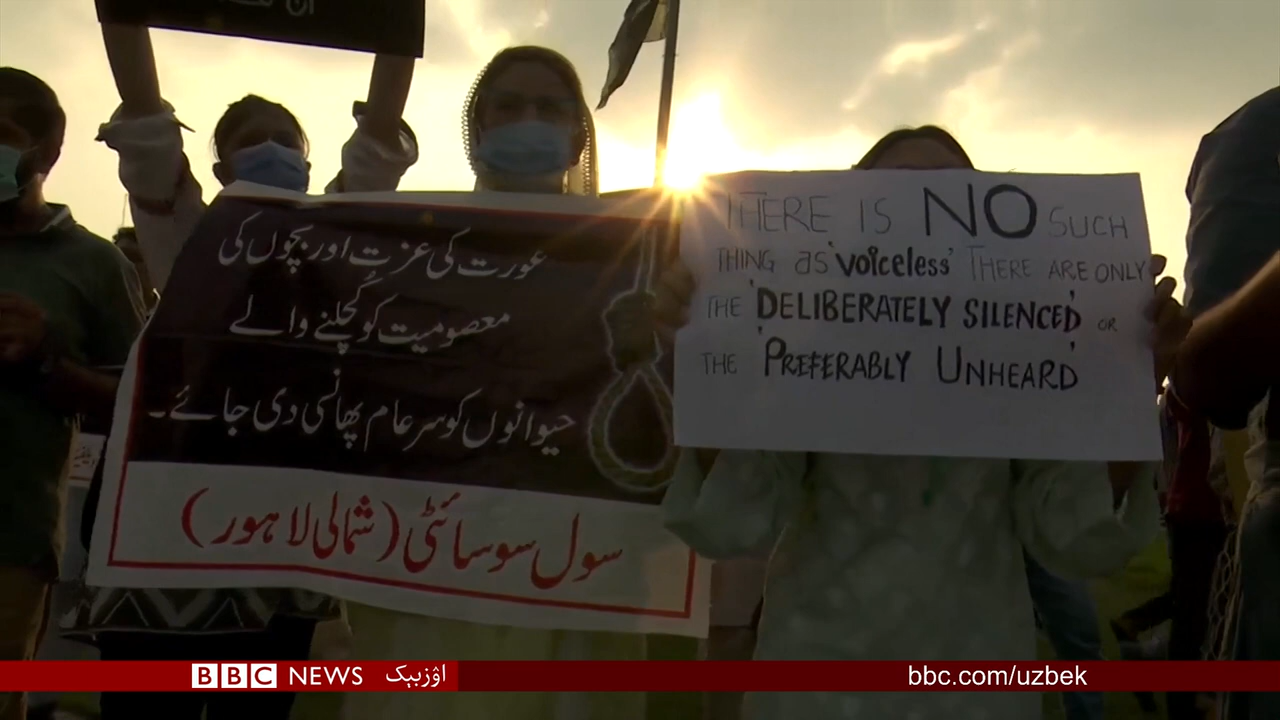 عورت کی عزت اور بچوں کی
معصومیت کو کُچلنے والے
حیوانوں کو سرعام پھانسی دی جائے۔
سول سوسائٹی (شمالی لاہور)
THERE IS NO SUCH
THING as 'voiceless' THERE ARE ONLY
THE 'DELIBERATELY SILENCED' OR
THE 'PREFERABLY UNHEARD'
BBC NEWS اۉزبېک
bbc.com/uzbek